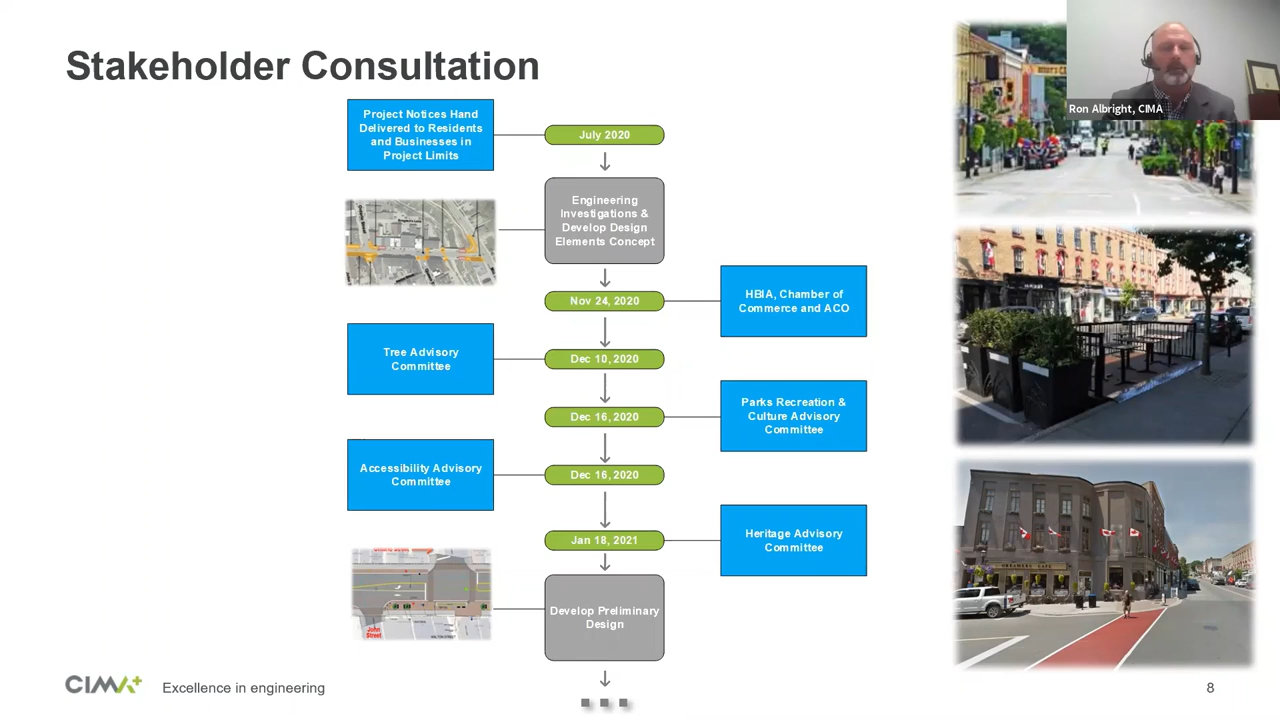 Stakeholder Consultation
Ron Albright, CIMA
Project Notices Hand
Delivered to Residents
and Businesses in
Project Limits
July 2020
Engineering
Investigations &
Develop Design
Elements Concept
Nov 24, 2020
HBIA, Chamber of
Commerce and ACO
Tree Advisory
Committee
Dec 10, 2020
Dec 16, 2020
Parks Recreation &
Culture Advisory
Committee
Accessibility Advisory
Committee
Dec 16, 2020
Jan 18, 2021
Heritage Advisory
Committee
Develop Preliminary
Design
John
Street
CIMA+
Excellence in engineering
8